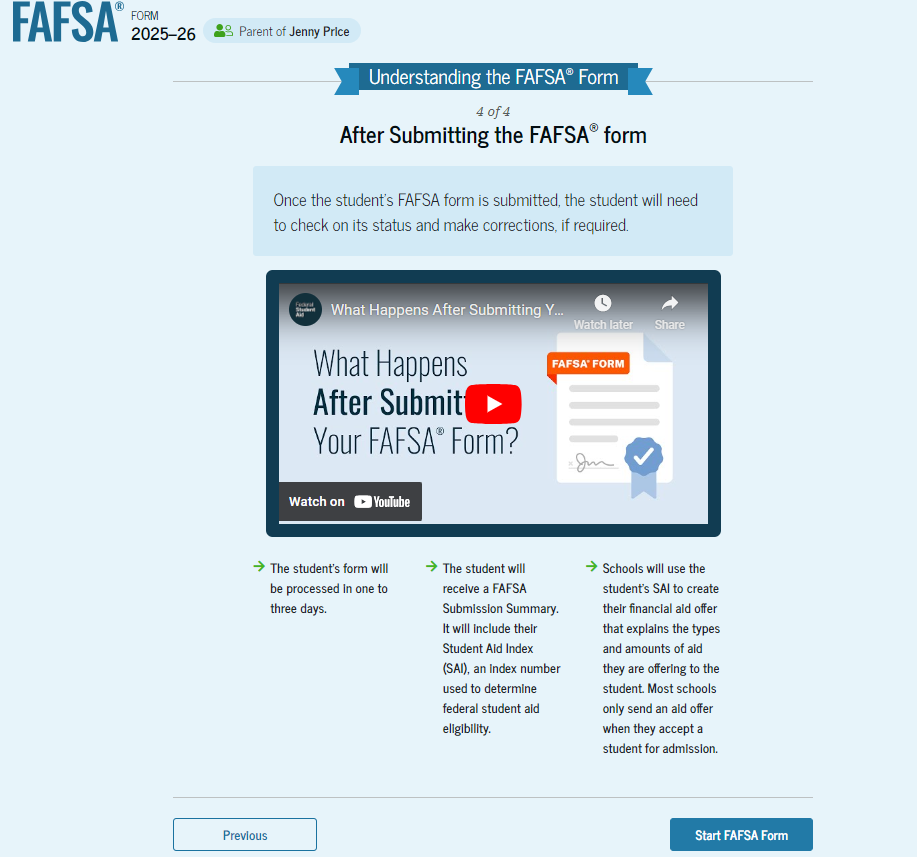 FAFSA®
FORM
2025–26
Parent of Jenny Price
Understanding the FAFSA® Form
4 of 4
After Submitting the FAFSA® form
Once the student's FAFSA form is submitted, the student will need
to check on its status and make corrections, if required.
Federal
Student
Aid
What Happens After Submitting Y...
Watch later
Share
What Happens
After Submit
Your FAFSA® Form?
FAFSA® FORM
Watch on YouTube
The student's form will
be processed in one to
three days.
The student will
receive a FAFSA
Submission Summary.
It will include their
Student Aid Index
(SAI), an index number
used to determine
federal student aid
eligibility.
Schools will use the
student's SAI to create
their financial aid offer
that explains the types
and amounts of aid
they are offering to the
student. Most schools
only send an aid offer
when they accept a
student for admission.
Previous
Start FAFSA Form